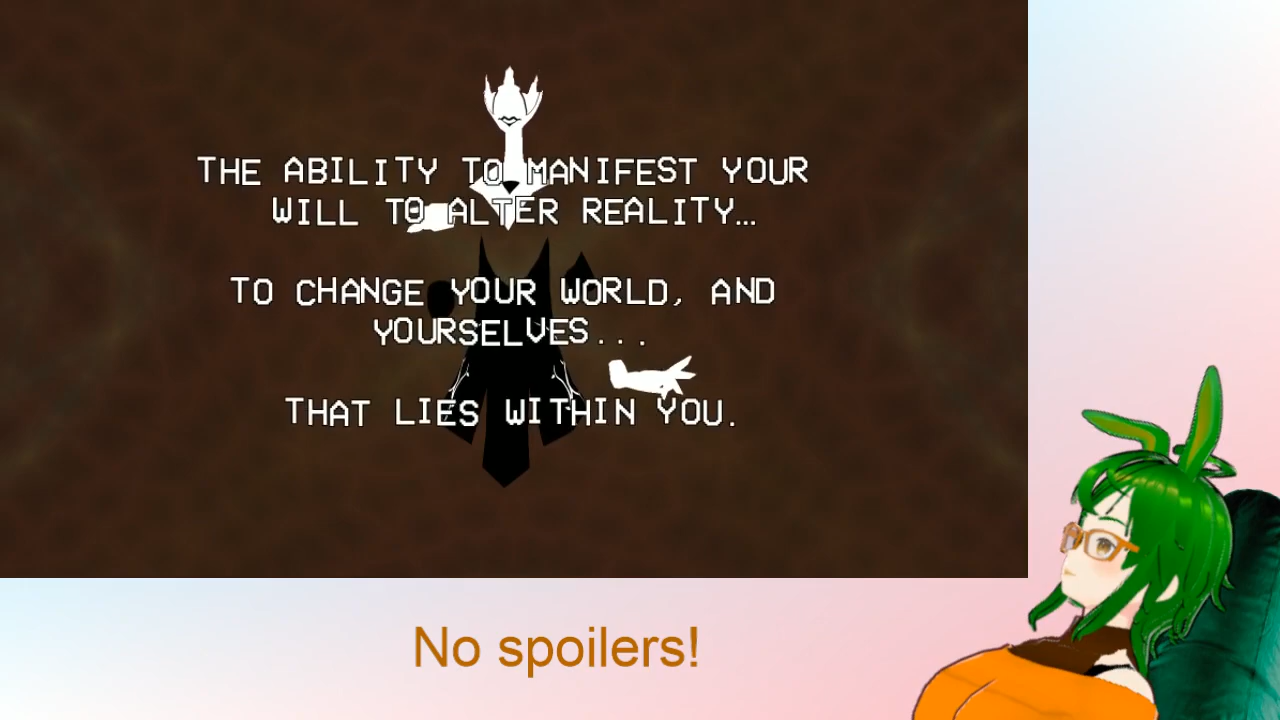 THE ABILITY TO MANIFEST YOUR
WILL TO ALTER REALITY...
TO CHANGE YOUR WORLD, AND
YOURSELVES...
THAT LIES WITHIN YOU.
No spoilers!